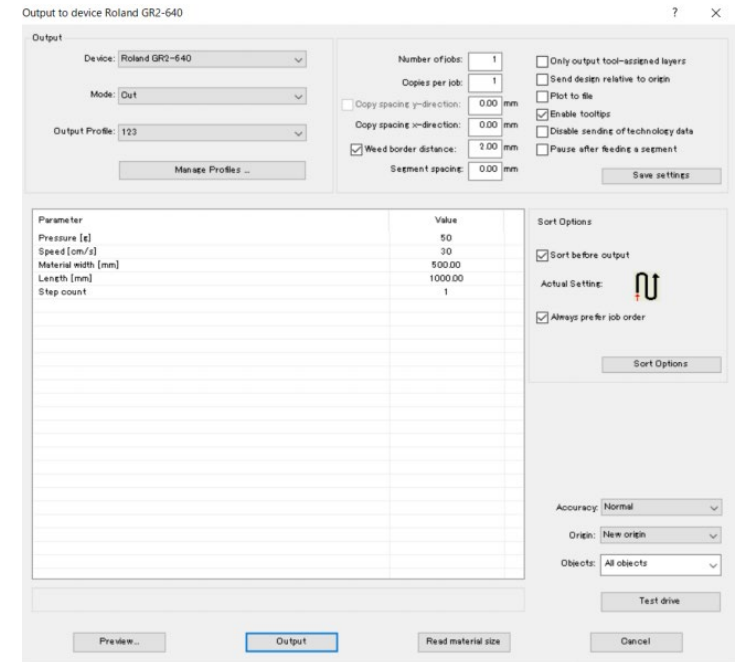 Output to device Roland GR2-640
? ×
Output
Device: Roland GR2-640
Mode: Cut
Output Profile: 123
Manage Profiles ...
Number of jobs: 1
Copies per job: 1
Copy spacing y-direction: 0.00 mm
Copy spacing x-direction: 0.00 mm
Weed border distance: 2.00 mm
Segment spacing: 0.00 mm
Only output tool-assigned layers
Send design relative to origin
Plot to file
Enable tooltips
Disable sending of technology data
Pause after feeding a segment
Save settings
Parameter Value
Pressure [g] 50
Speed [cm/s] 30
Material width [mm] 500.00
Length [mm] 1000.00
Step count 1
Sort Options
Sort before output
Actual Setting:
Always prefer job order
Sort Options
Accuracy: Normal
Origin: New origin
Objects: All objects
Test drive
Preview... Output Read material size Cancel